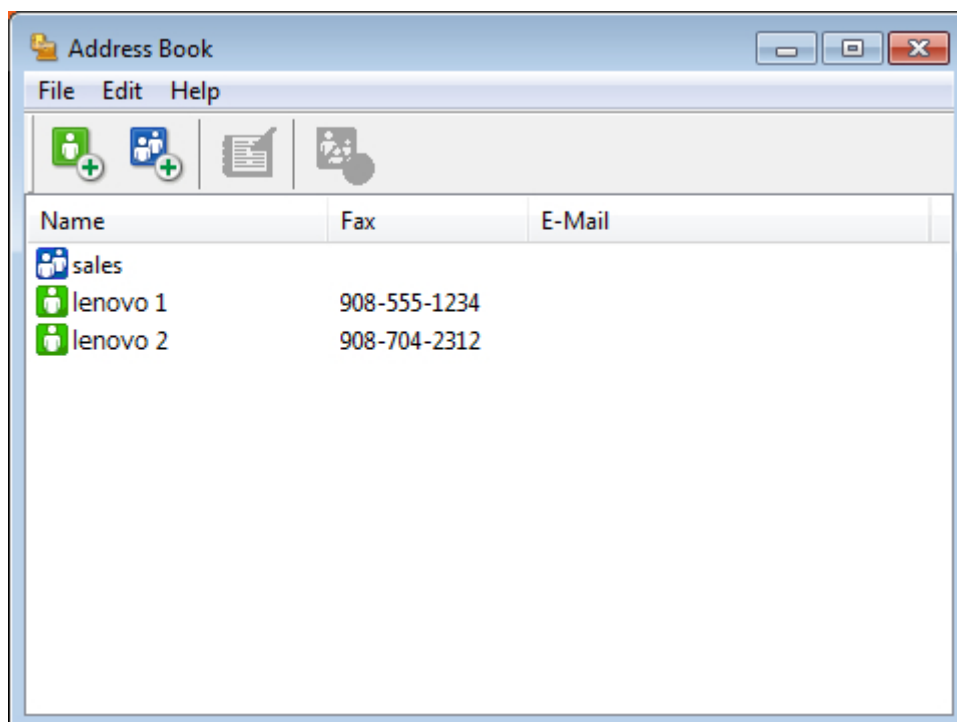 Address Book
File Edit Help
Name Fax E-Mail
sales
lenovo 1 908-555-1234
lenovo 2 908-704-2312